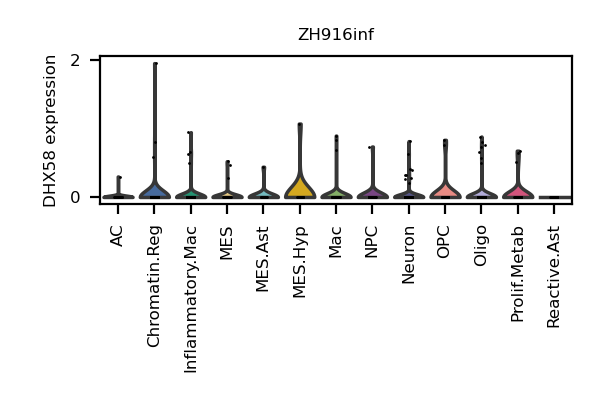 ZH916inf
DHX58 expression
2
0
AC
Chromatin.Reg
Inflammatory.Mac
MES
MES.Ast
MES.Hyp
Mac
NPC
Neuron
OPC
Oligo
Prolif.Metab
Reactive.Ast